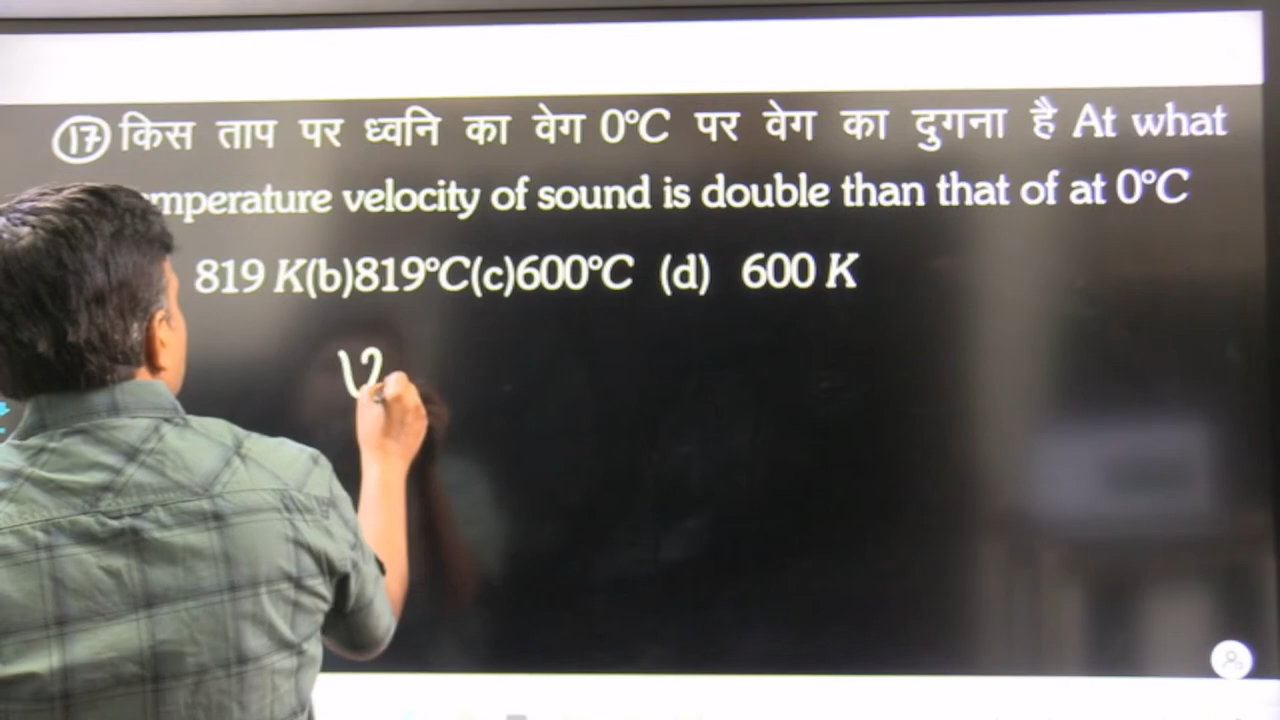 17 किस ताप पर ध्वनि का वेग 0°C पर वेग का दुगना है At what
mperature velocity of sound is double than that of at 0°C
819 K(b)819°C(c)600°C (d) 600 K